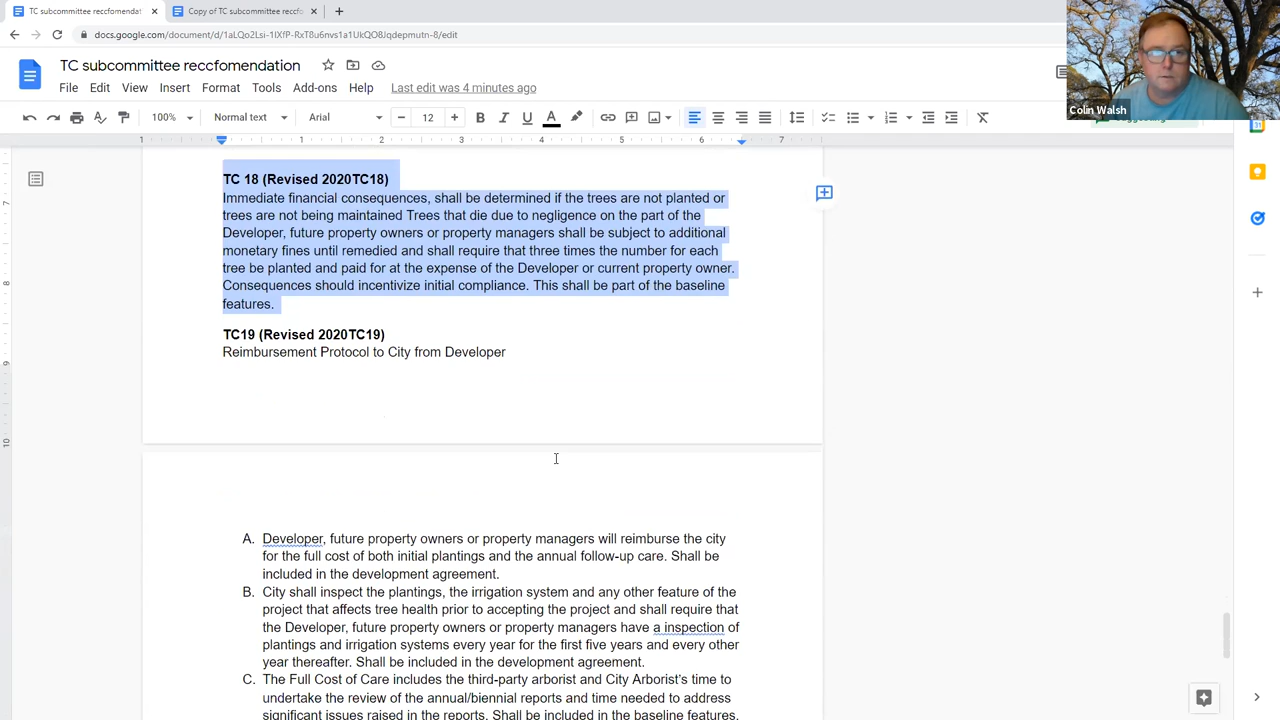 TC subcommittee reccfomendat
Copy of TC subcommittee reccf
docs.google.com/document/d/1aLQo2Lsi-1IXfP-RxT8u6nvs1a1UkQO8Jqdepmutn-8/edit
TC subcommittee reccfomendation
File Edit View Insert Format Tools Add-ons Help Last edit was 4 minutes ago
Colin Walsh
100% Normal text Arial 12
1 1 2 3 4 5 6 7
TC 18 (Revised 2020TC18)
Immediate financial consequences, shall be determined if the trees are not planted or
trees are not being maintained Trees that die due to negligence on the part of the
Developer, future property owners or property managers shall be subject to additional
monetary fines until remedied and shall require that three times the number for each
tree be planted and paid for at the expense of the Developer or current property owner.
Consequences should incentivize initial compliance. This shall be part of the baseline
features.
TC19 (Revised 2020TC19)
Reimbursement Protocol to City from Developer
A. Developer, future property owners or property managers will reimburse the city
for the full cost of both initial plantings and the annual follow-up care. Shall be
included in the development agreement.
B. City shall inspect the plantings, the irrigation system and any other feature of the
project that affects tree health prior to accepting the project and shall require that
the Developer, future property owners or property managers have a inspection of
plantings and irrigation systems every year for the first five years and every other
year thereafter. Shall be included in the development agreement.
C. The Full Cost of Care includes the third-party arborist and City Arborist's time to
undertake the review of the annual/biennial reports and time needed to address
significant issues raised in the reports. Shall be included in the baseline features.